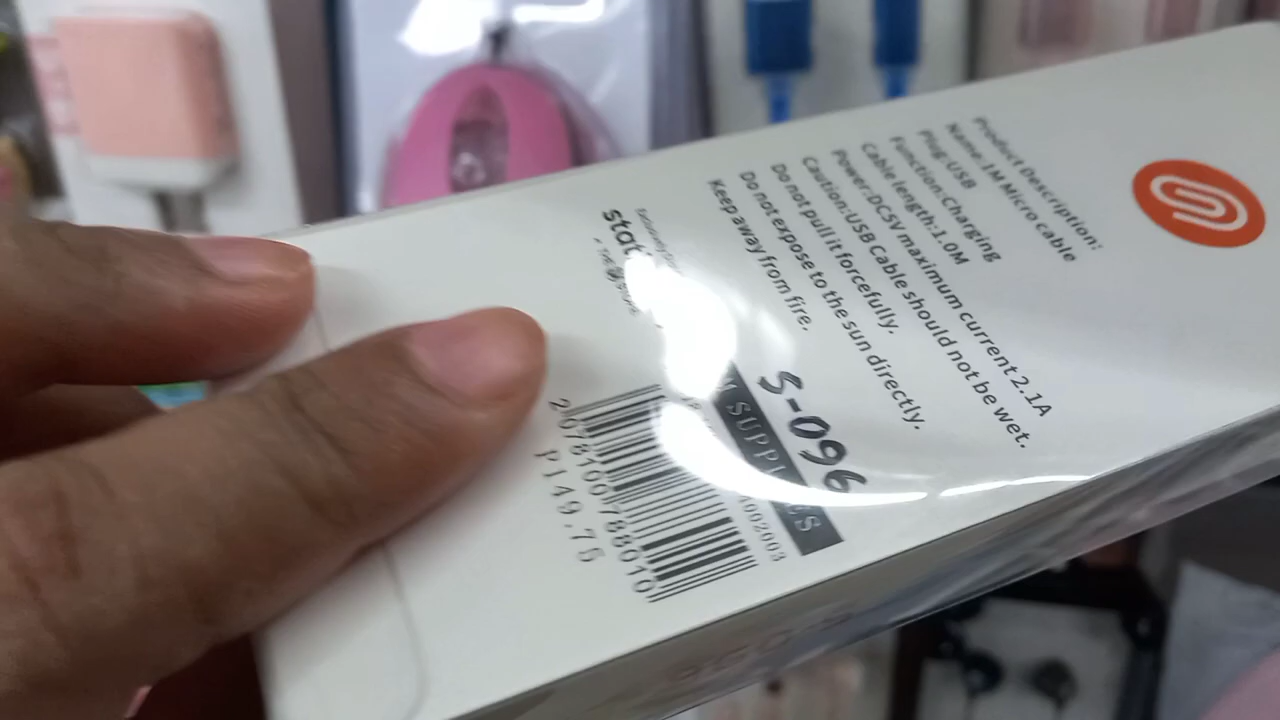 Product Description:
Name:1M Micro cable
Plug:USB
Function:Charging
Cable length:1.0M
Power:DC5V maximum current 2.1A
Caution:USB Cable should not be wet.
Do not pull it forcefully.
Do not expose to the sun directly.
Keep away from fire.
S-096
SUPPLIES
1002003
2078100788010
P149.75